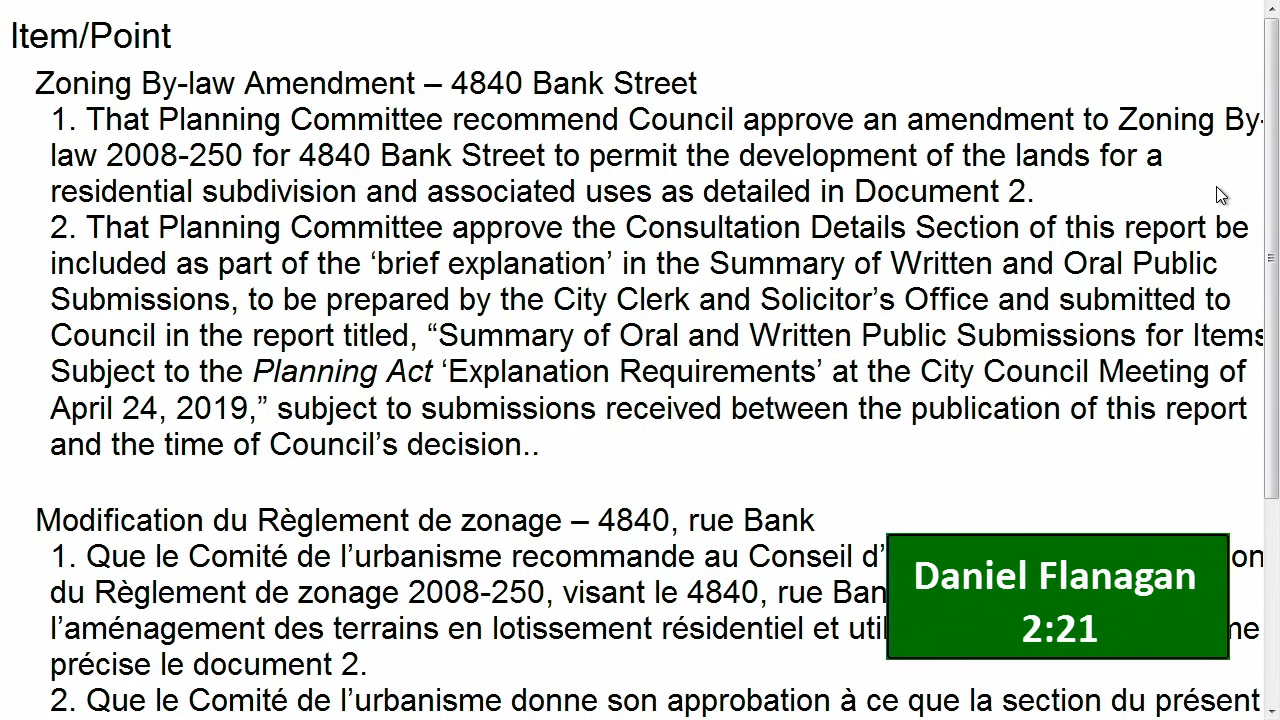 Item/Point
Zoning By-law Amendment – 4840 Bank Street
1. That Planning Committee recommend Council approve an amendment to Zoning By-
law 2008-250 for 4840 Bank Street to permit the development of the lands for a
residential subdivision and associated uses as detailed in Document 2.
2. That Planning Committee approve the Consultation Details Section of this report be
included as part of the ‘brief explanation’ in the Summary of Written and Oral Public
Submissions, to be prepared by the City Clerk and Solicitor’s Office and submitted to
Council in the report titled, “Summary of Oral and Written Public Submissions for Items
Subject to the Planning Act ‘Explanation Requirements’ at the City Council Meeting of
April 24, 2019,” subject to submissions received between the publication of this report
and the time of Council’s decision..
Modification du Règlement de zonage – 4840, rue Bank
1. Que le Comité de l’urbanisme recommande au Conseil d’
du Règlement de zonage 2008-250, visant le 4840, rue Ban
l’aménagement des terrains en lotissement résidentiel et util
précise le document 2.
2. Que le Comité de l’urbanisme donne son approbation à ce que la section du présent
Daniel Flanagan
2:21